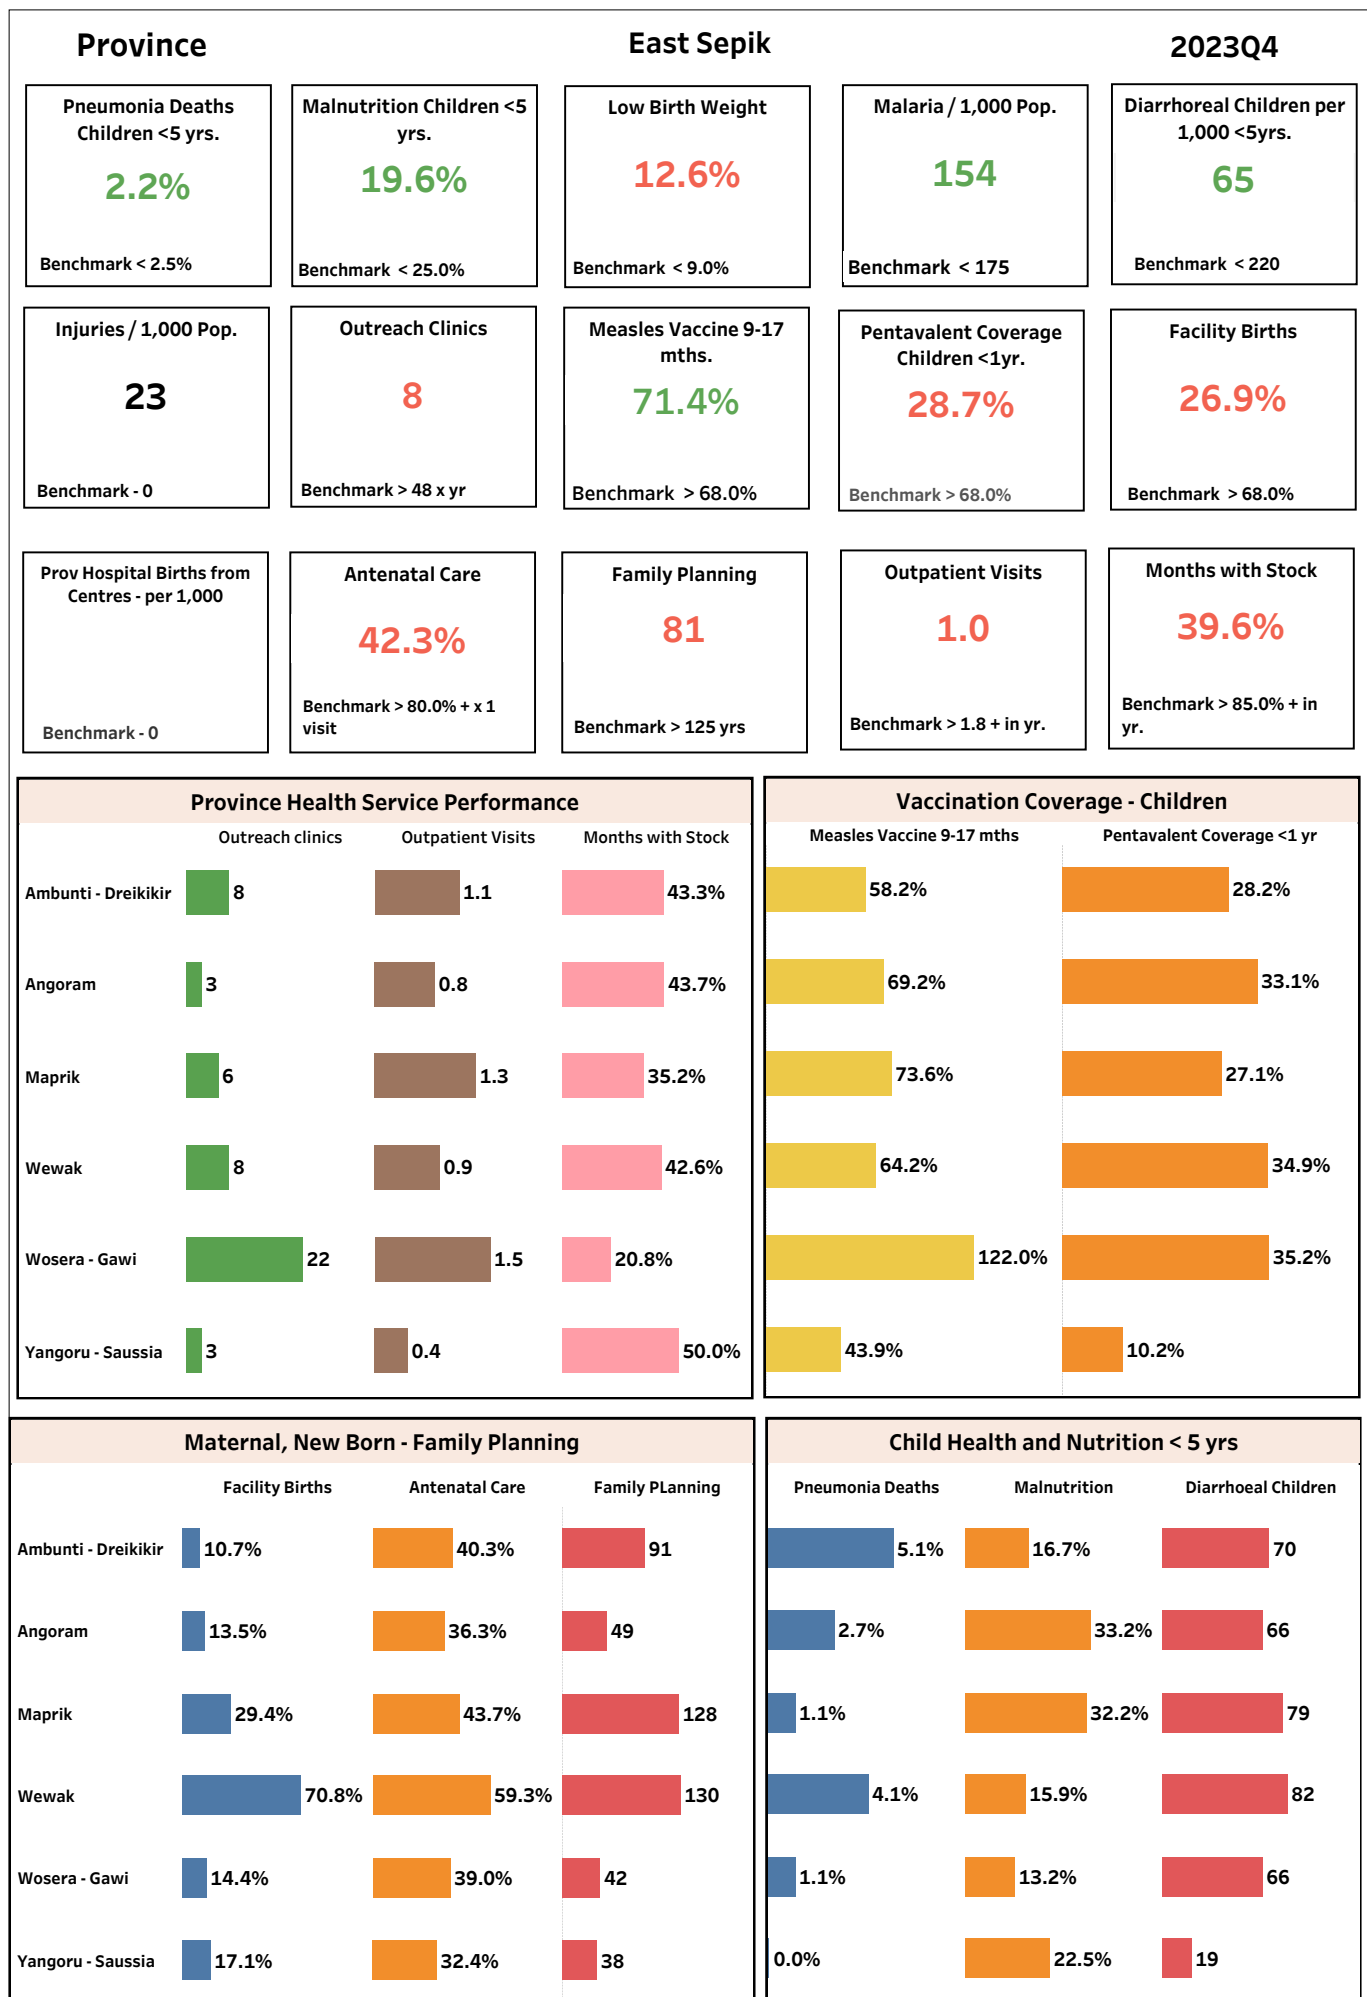 Province East Sepik 2023Q4
Pneumonia Deaths
Children <5 yrs.
2.2%
Benchmark < 2.5%
Malnutrition Children <5
yrs.
19.6%
Benchmark < 25.0%
Low Birth Weight
12.6%
Benchmark < 9.0%
Malaria / 1,000 Pop.
154
Benchmark < 175
Diarrhoreal Children per
1,000 <5yrs.
65
Benchmark < 220
Injuries / 1,000 Pop.
23
Benchmark - 0
Outreach Clinics
8
Benchmark > 48 x yr
Measles Vaccine 9-17
mths.
71.4%
Benchmark > 68.0%
Pentavalent Coverage
Children <1yr.
28.7%
Benchmark > 68.0%
Facility Births
26.9%
Benchmark > 68.0%
Prov Hospital Births from
Centres - per 1,000
Benchmark - 0
Antenatal Care
42.3%
Benchmark > 80.0% + x 1
visit
Family Planning
81
Benchmark > 125 yrs
Outpatient Visits
1.0
Benchmark > 1.8 + in yr.
Months with Stock
39.6%
Benchmark > 85.0% + in
yr.
Province Health Service Performance
Outreach clinics Outpatient Visits Months with Stock
Ambunti - Dreikikir 8 1.1 43.3%
Angoram 3 0.8 43.7%
Maprik 6 1.3 35.2%
Wewak 8 0.9 42.6%
Wosera - Gawi 22 1.5 20.8%
Yangoru - Saussia 3 0.4 50.0%
Vaccination Coverage - Children
Measles Vaccine 9-17 mths Pentavalent Coverage <1 yr
58.2% 28.2%
69.2% 33.1%
73.6% 27.1%
64.2% 34.9%
122.0% 35.2%
43.9% 10.2%
Maternal, New Born - Family Planning
Facility Births Antenatal Care Family PLanning
Ambunti - Dreikikir 10.7% 40.3% 91
Angoram 13.5% 36.3% 49
Maprik 29.4% 43.7% 128
Wewak 70.8% 59.3% 130
Wosera - Gawi 14.4% 39.0% 42
Yangoru - Saussia 17.1% 32.4% 38
Child Health and Nutrition < 5 yrs
Pneumonia Deaths Malnutrition Diarrhoeal Children
5.1% 16.7% 70
2.7% 33.2% 66
1.1% 32.2% 79
4.1% 15.9% 82
1.1% 13.2% 66
0.0% 22.5% 19